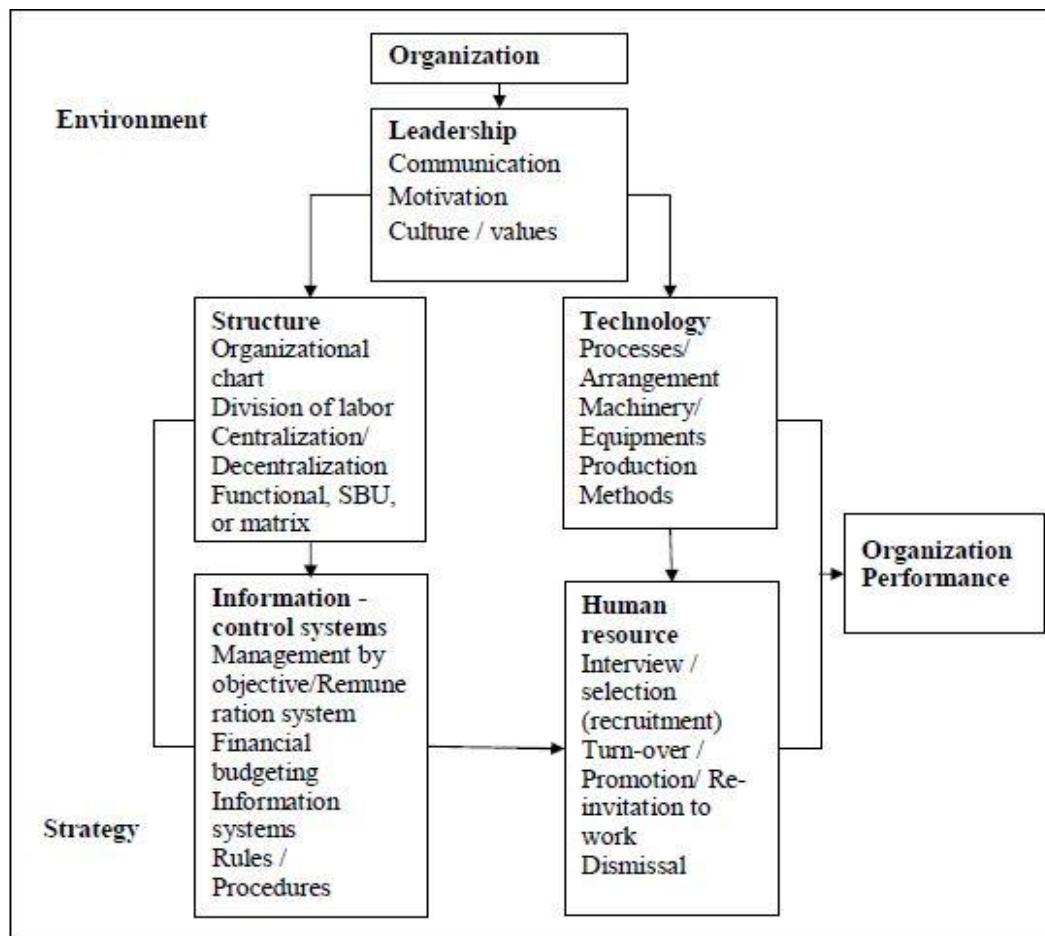 Organization
Environment
Leadership
Communication
Motivation
Culture / values
Structure
Organizational
chart
Division of labor
Centralization/
Decentralization
Functional, SBU,
or matrix
Technology
Processes/
Arrangement
Machinery/
Equipments
Production
Methods
Organization
Performance
Information -
control systems
Management by
objective/Remune
ration system
Financial
budgeting
Information
systems
Rules /
Procedures
Human
resource
Interview /
selection
(recruitment)
Turn-over /
Promotion/ Re-
invitation to
work
Dismissal
Strategy